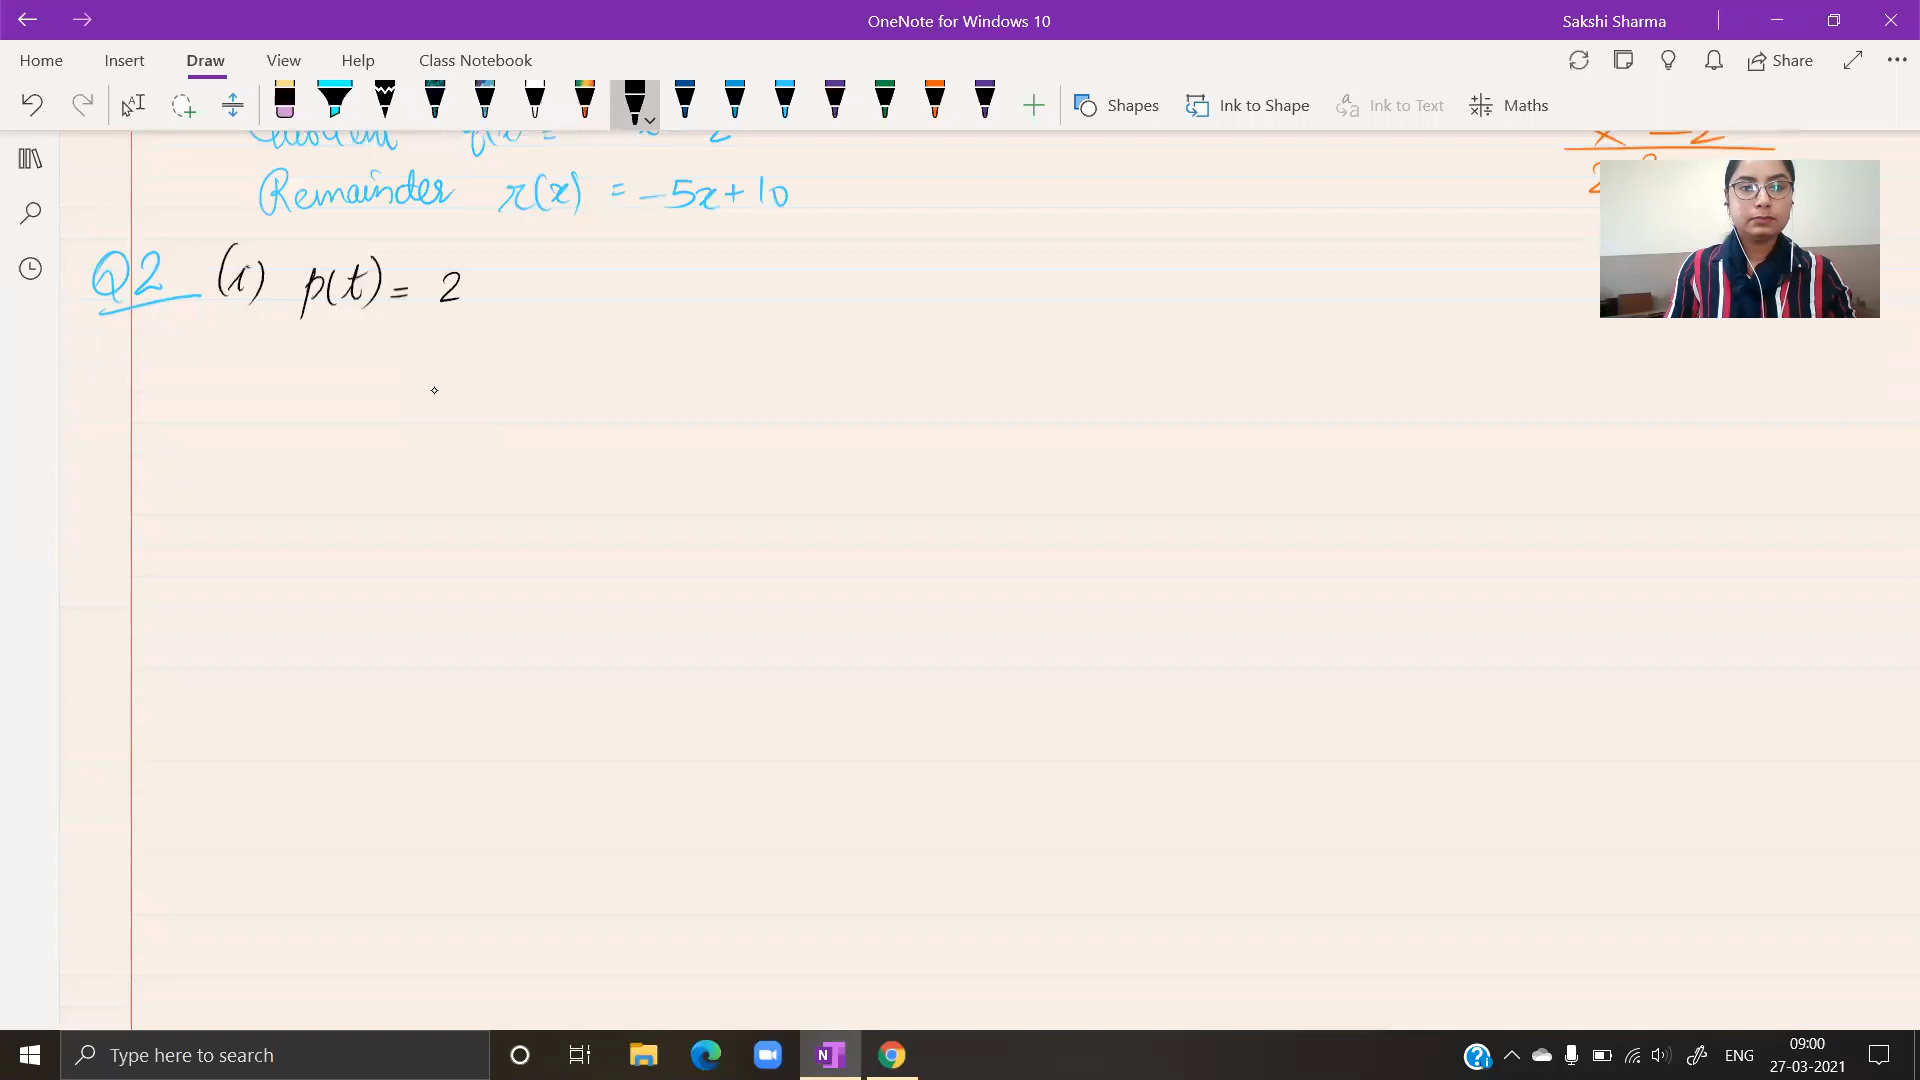 OneNote for Windows 10
Sakshi Sharma
Home Insert Draw View Help Class Notebook
Share
Shapes Ink to Shape Ink to Text Maths
Remainder r(x) = -5x+10
Q2 (i) p(t) = 2
Type here to search
ENG
09:00
27-03-2021